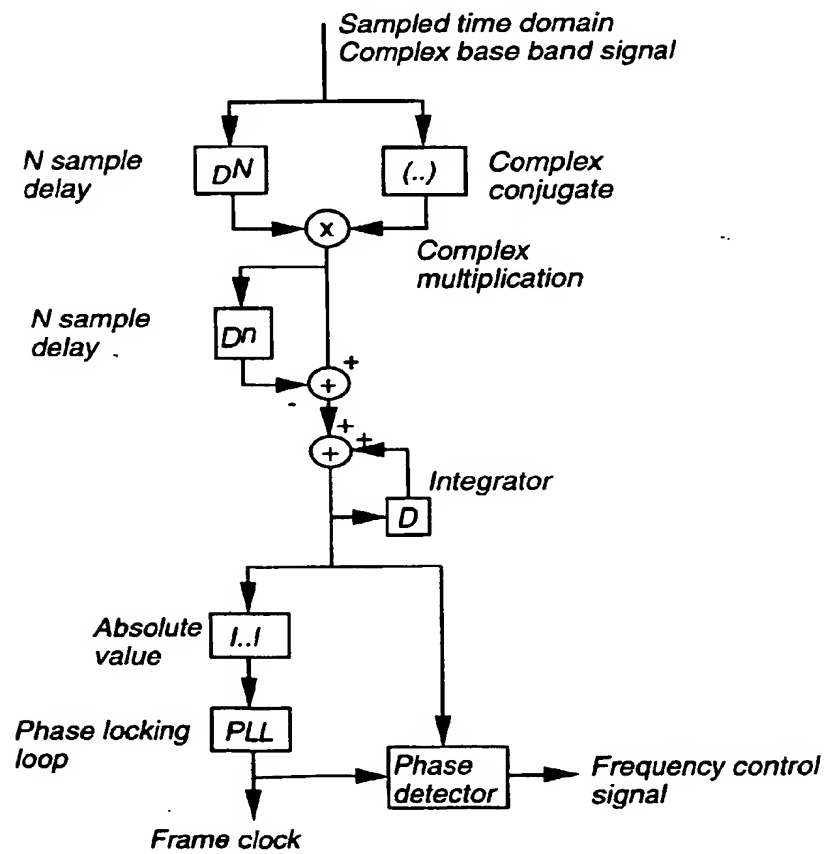 Sampled time domain
Complex base band signal
N sample
delay
DN
(..)
Complex
conjugate
x
Complex
multiplication
N sample
delay
Dn
+
+
-
+
+
+
Integrator
D
Absolute
value
I..I
Phase locking
loop
PLL
Phase
detector
Frequency control
signal
Frame clock